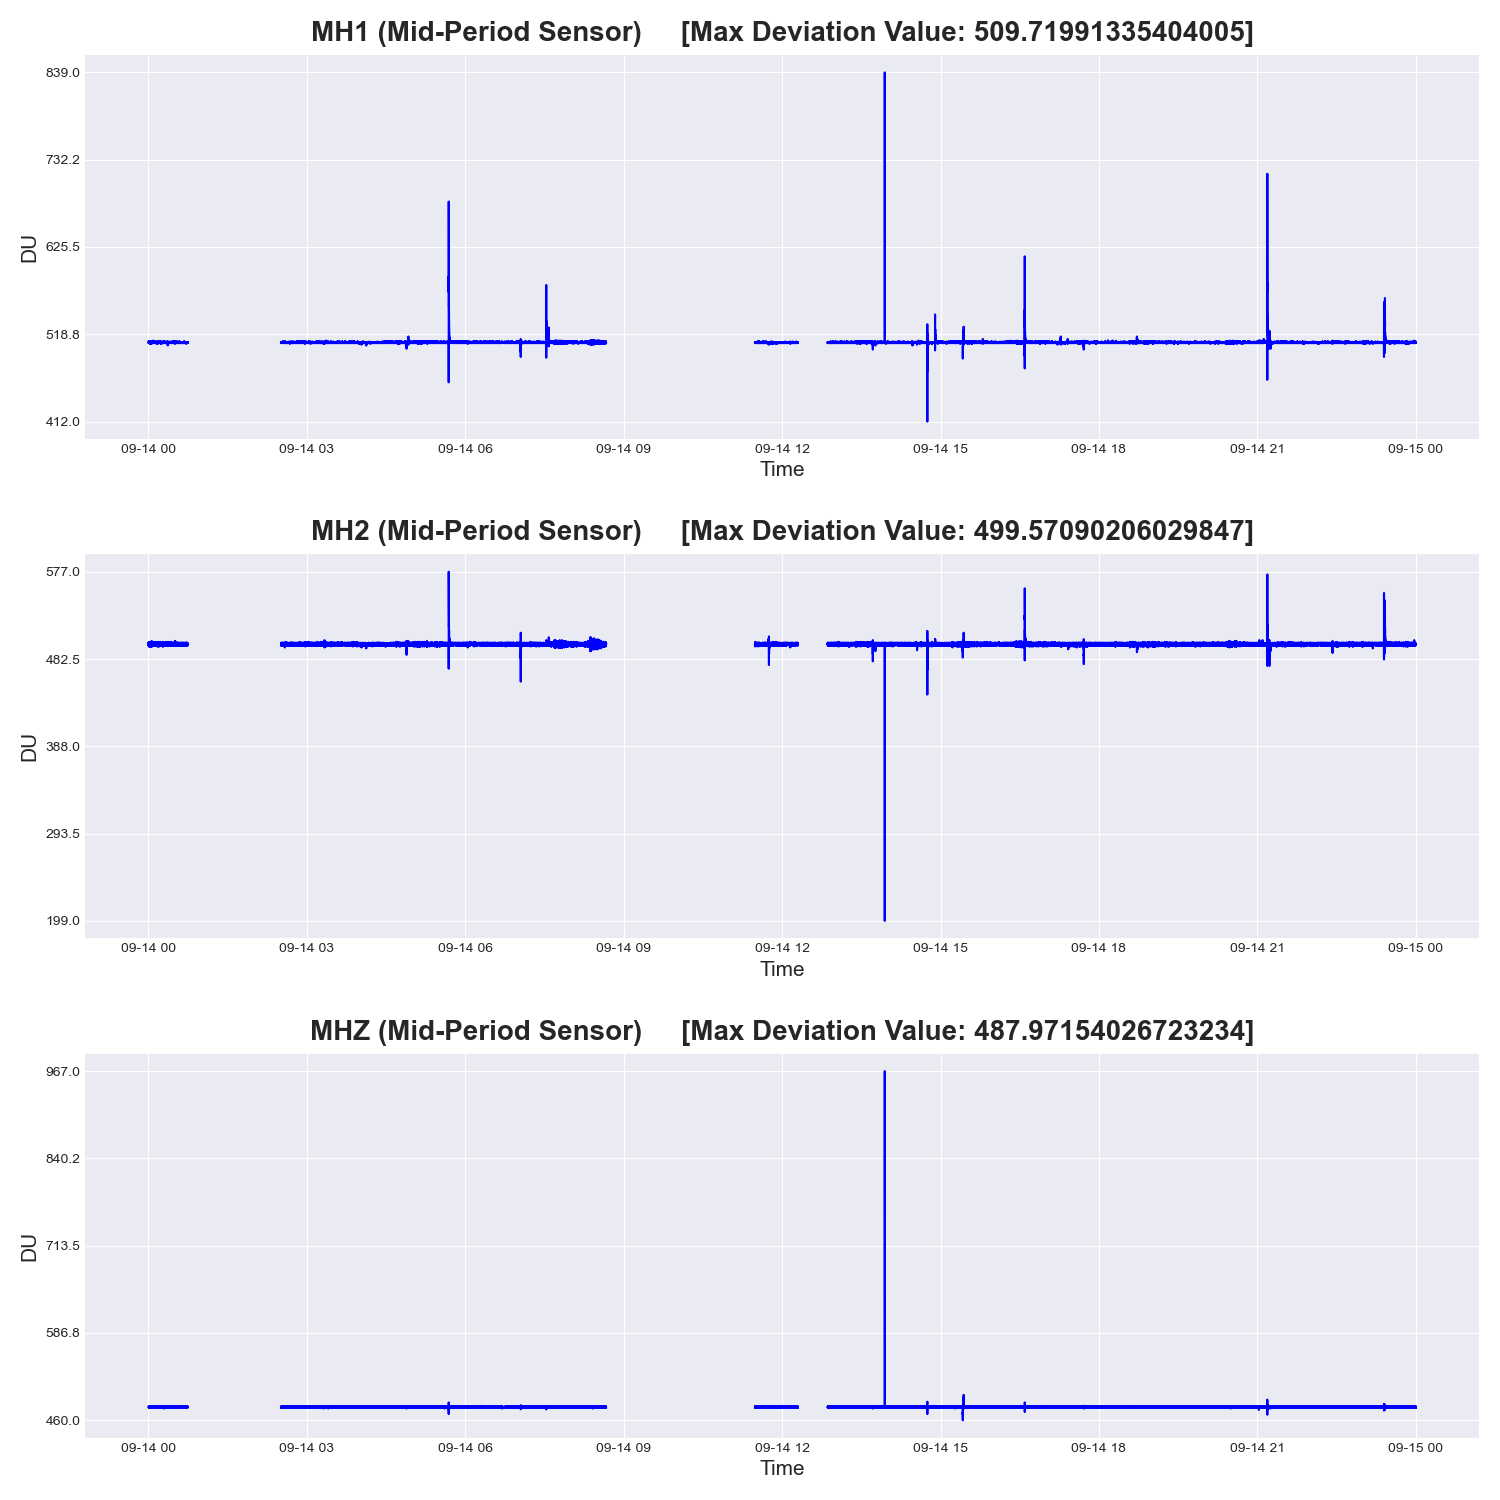 MH1 (Mid-Period Sensor) [Max Deviation Value: 509.71991335404005]
839.0
732.2
625.5
518.8
412.0
DU
09-14 00 09-14 03 09-14 06 09-14 09 09-14 12 09-14 15 09-14 18 09-14 21 09-15 00
Time
MH2 (Mid-Period Sensor) [Max Deviation Value: 499.57090206029847]
577.0
482.5
388.0
293.5
199.0
DU
09-14 00 09-14 03 09-14 06 09-14 09 09-14 12 09-14 15 09-14 18 09-14 21 09-15 00
Time
MHZ (Mid-Period Sensor) [Max Deviation Value: 487.97154026723234]
967.0
840.2
713.5
586.8
460.0
DU
09-14 00 09-14 03 09-14 06 09-14 09 09-14 12 09-14 15 09-14 18 09-14 21 09-15 00
Time